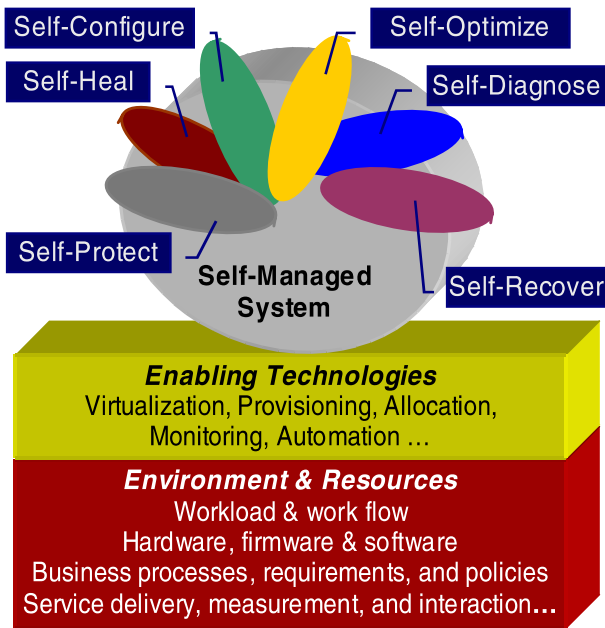 Self-Configure
Self-Optimize
Self-Heal
Self-Diagnose
Self-Protect
Self-Recover
Self-Managed
System
Enabling Technologies
Virtualization, Provisioning, Allocation,
Monitoring, Automation …
Environment & Resources
Workload & work flow
Hardware, firmware & software
Business processes, requirements, and policies
Service delivery, measurement, and interaction…